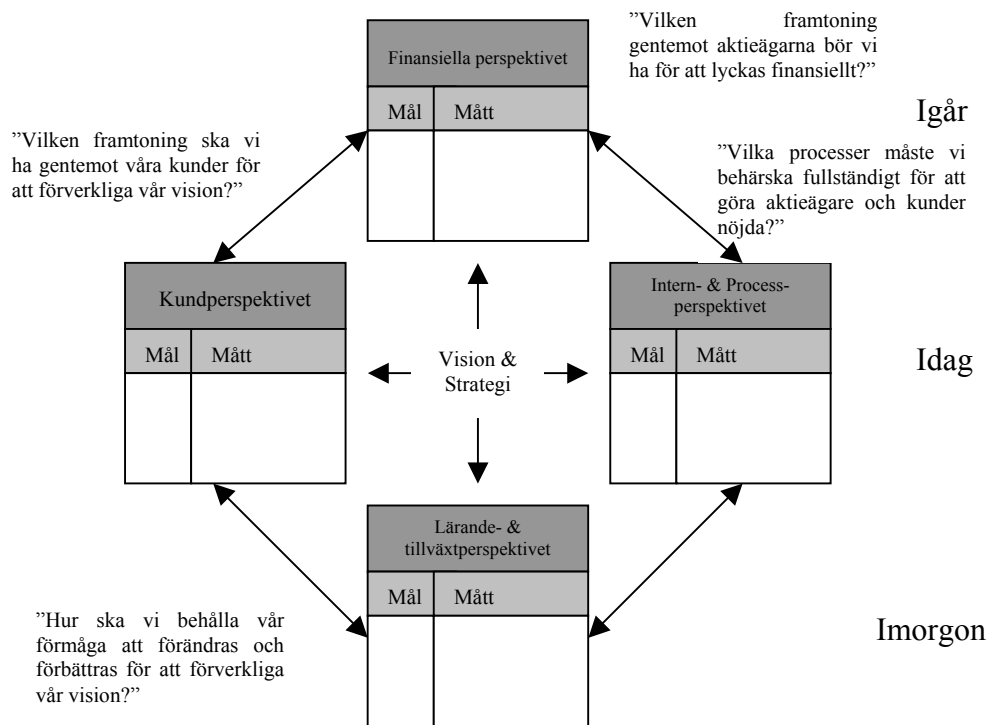 ”Vilken framtoning
gentemot aktieägarna bör vi
ha för att lyckas finansiellt?”
Finansiella perspektivet
Mål Mått
Igår
”Vilken framtoning ska vi
ha gentemot våra kunder för
att förverkliga vår vision?”
”Vilka processer måste vi
behärska fullständigt för att
göra aktieägare och kunder
nöjda?”
Kundperspektivet
Mål Mått
Vision &
Strategi
Intern- & Process-
perspektivet
Mål Mått
Idag
Lärande- &
tillväxtperspektivet
Mål Mått
”Hur ska vi behålla vår
förmåga att förändras och
förbättras för att förverkliga
vår vision?”
Imorgon